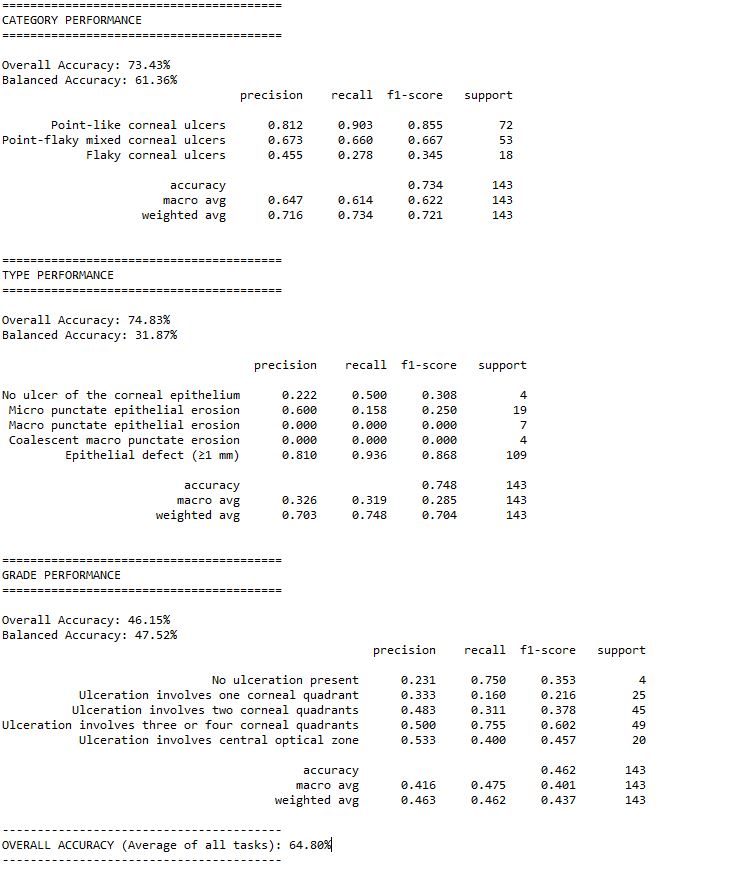 ========================================
CATEGORY PERFORMANCE
========================================
Overall Accuracy: 73.43%
Balanced Accuracy: 61.36%
precision recall f1-score support
Point-like corneal ulcers 0.812 0.903 0.855 72
Point-flaky mixed corneal ulcers 0.673 0.660 0.667 53
Flaky corneal ulcers 0.455 0.278 0.345 18
accuracy 0.734 143
macro avg 0.647 0.614 0.622 143
weighted avg 0.716 0.734 0.721 143
========================================
TYPE PERFORMANCE
========================================
Overall Accuracy: 74.83%
Balanced Accuracy: 31.87%
precision recall f1-score support
No ulcer of the corneal epithelium 0.222 0.500 0.308 4
Micro punctate epithelial erosion 0.600 0.158 0.250 19
Macro punctate epithelial erosion 0.000 0.000 0.000 7
Coalescent macro punctate erosion 0.000 0.000 0.000 4
Epithelial defect (≥1 mm) 0.810 0.936 0.868 109
accuracy 0.748 143
macro avg 0.326 0.319 0.285 143
weighted avg 0.703 0.748 0.704 143
========================================
GRADE PERFORMANCE
========================================
Overall Accuracy: 46.15%
Balanced Accuracy: 47.52%
precision recall f1-score support
No ulceration present 0.231 0.750 0.353 4
Ulceration involves one corneal quadrant 0.333 0.160 0.216 25
Ulceration involves two corneal quadrants 0.483 0.311 0.378 45
Ulceration involves three or four corneal quadrants 0.500 0.755 0.602 49
Ulceration involves central optical zone 0.533 0.400 0.457 20
accuracy 0.462 143
macro avg 0.416 0.475 0.401 143
weighted avg 0.463 0.462 0.437 143
----------------------------------------
OVERALL ACCURACY (Average of all tasks): 64.80%
----------------------------------------